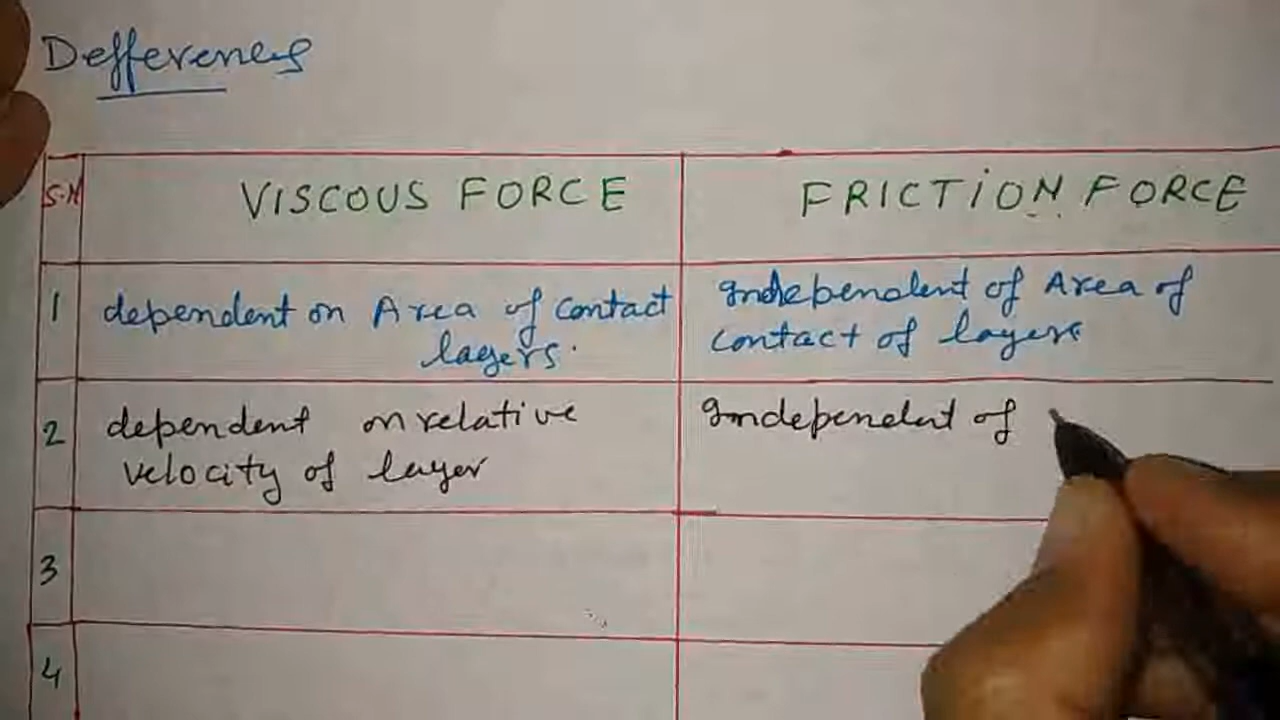 Defferences
S.N VISCOUS FORCE FRICTION FORCE
1 dependent on Area of contact layers. Independent of Area of contact of layers
2 dependent on relative velocity of layer Independent of
3
4